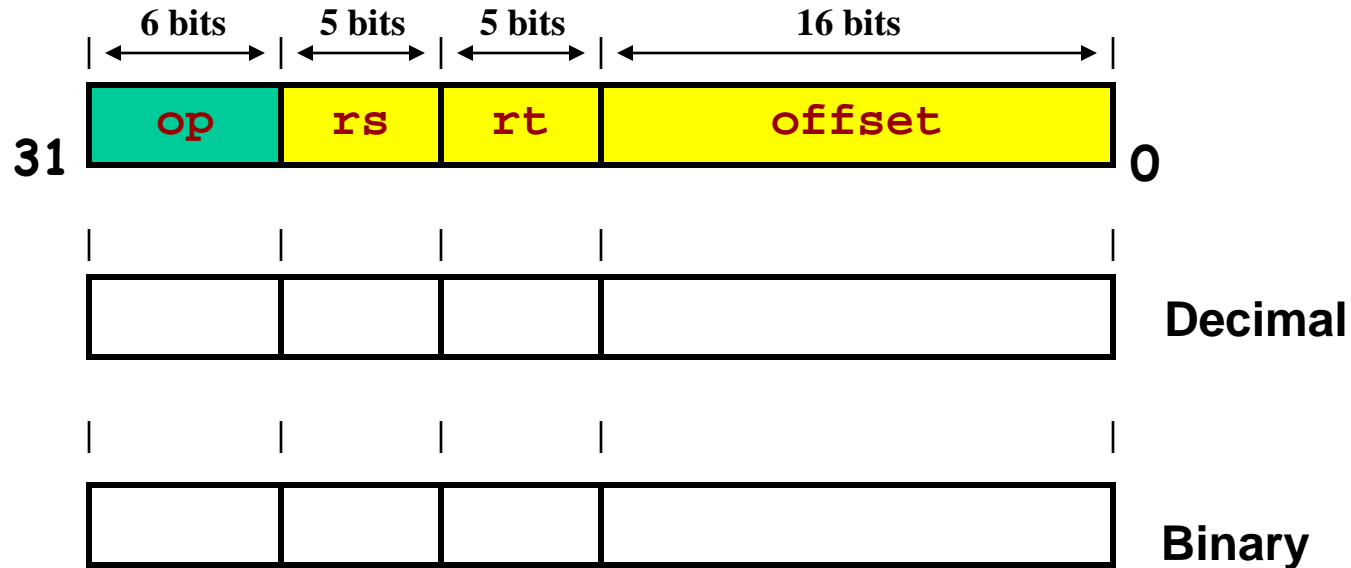 6 bits 5 bits 5 bits 16 bits
op rs rt offset
31 0
Decimal
Binary